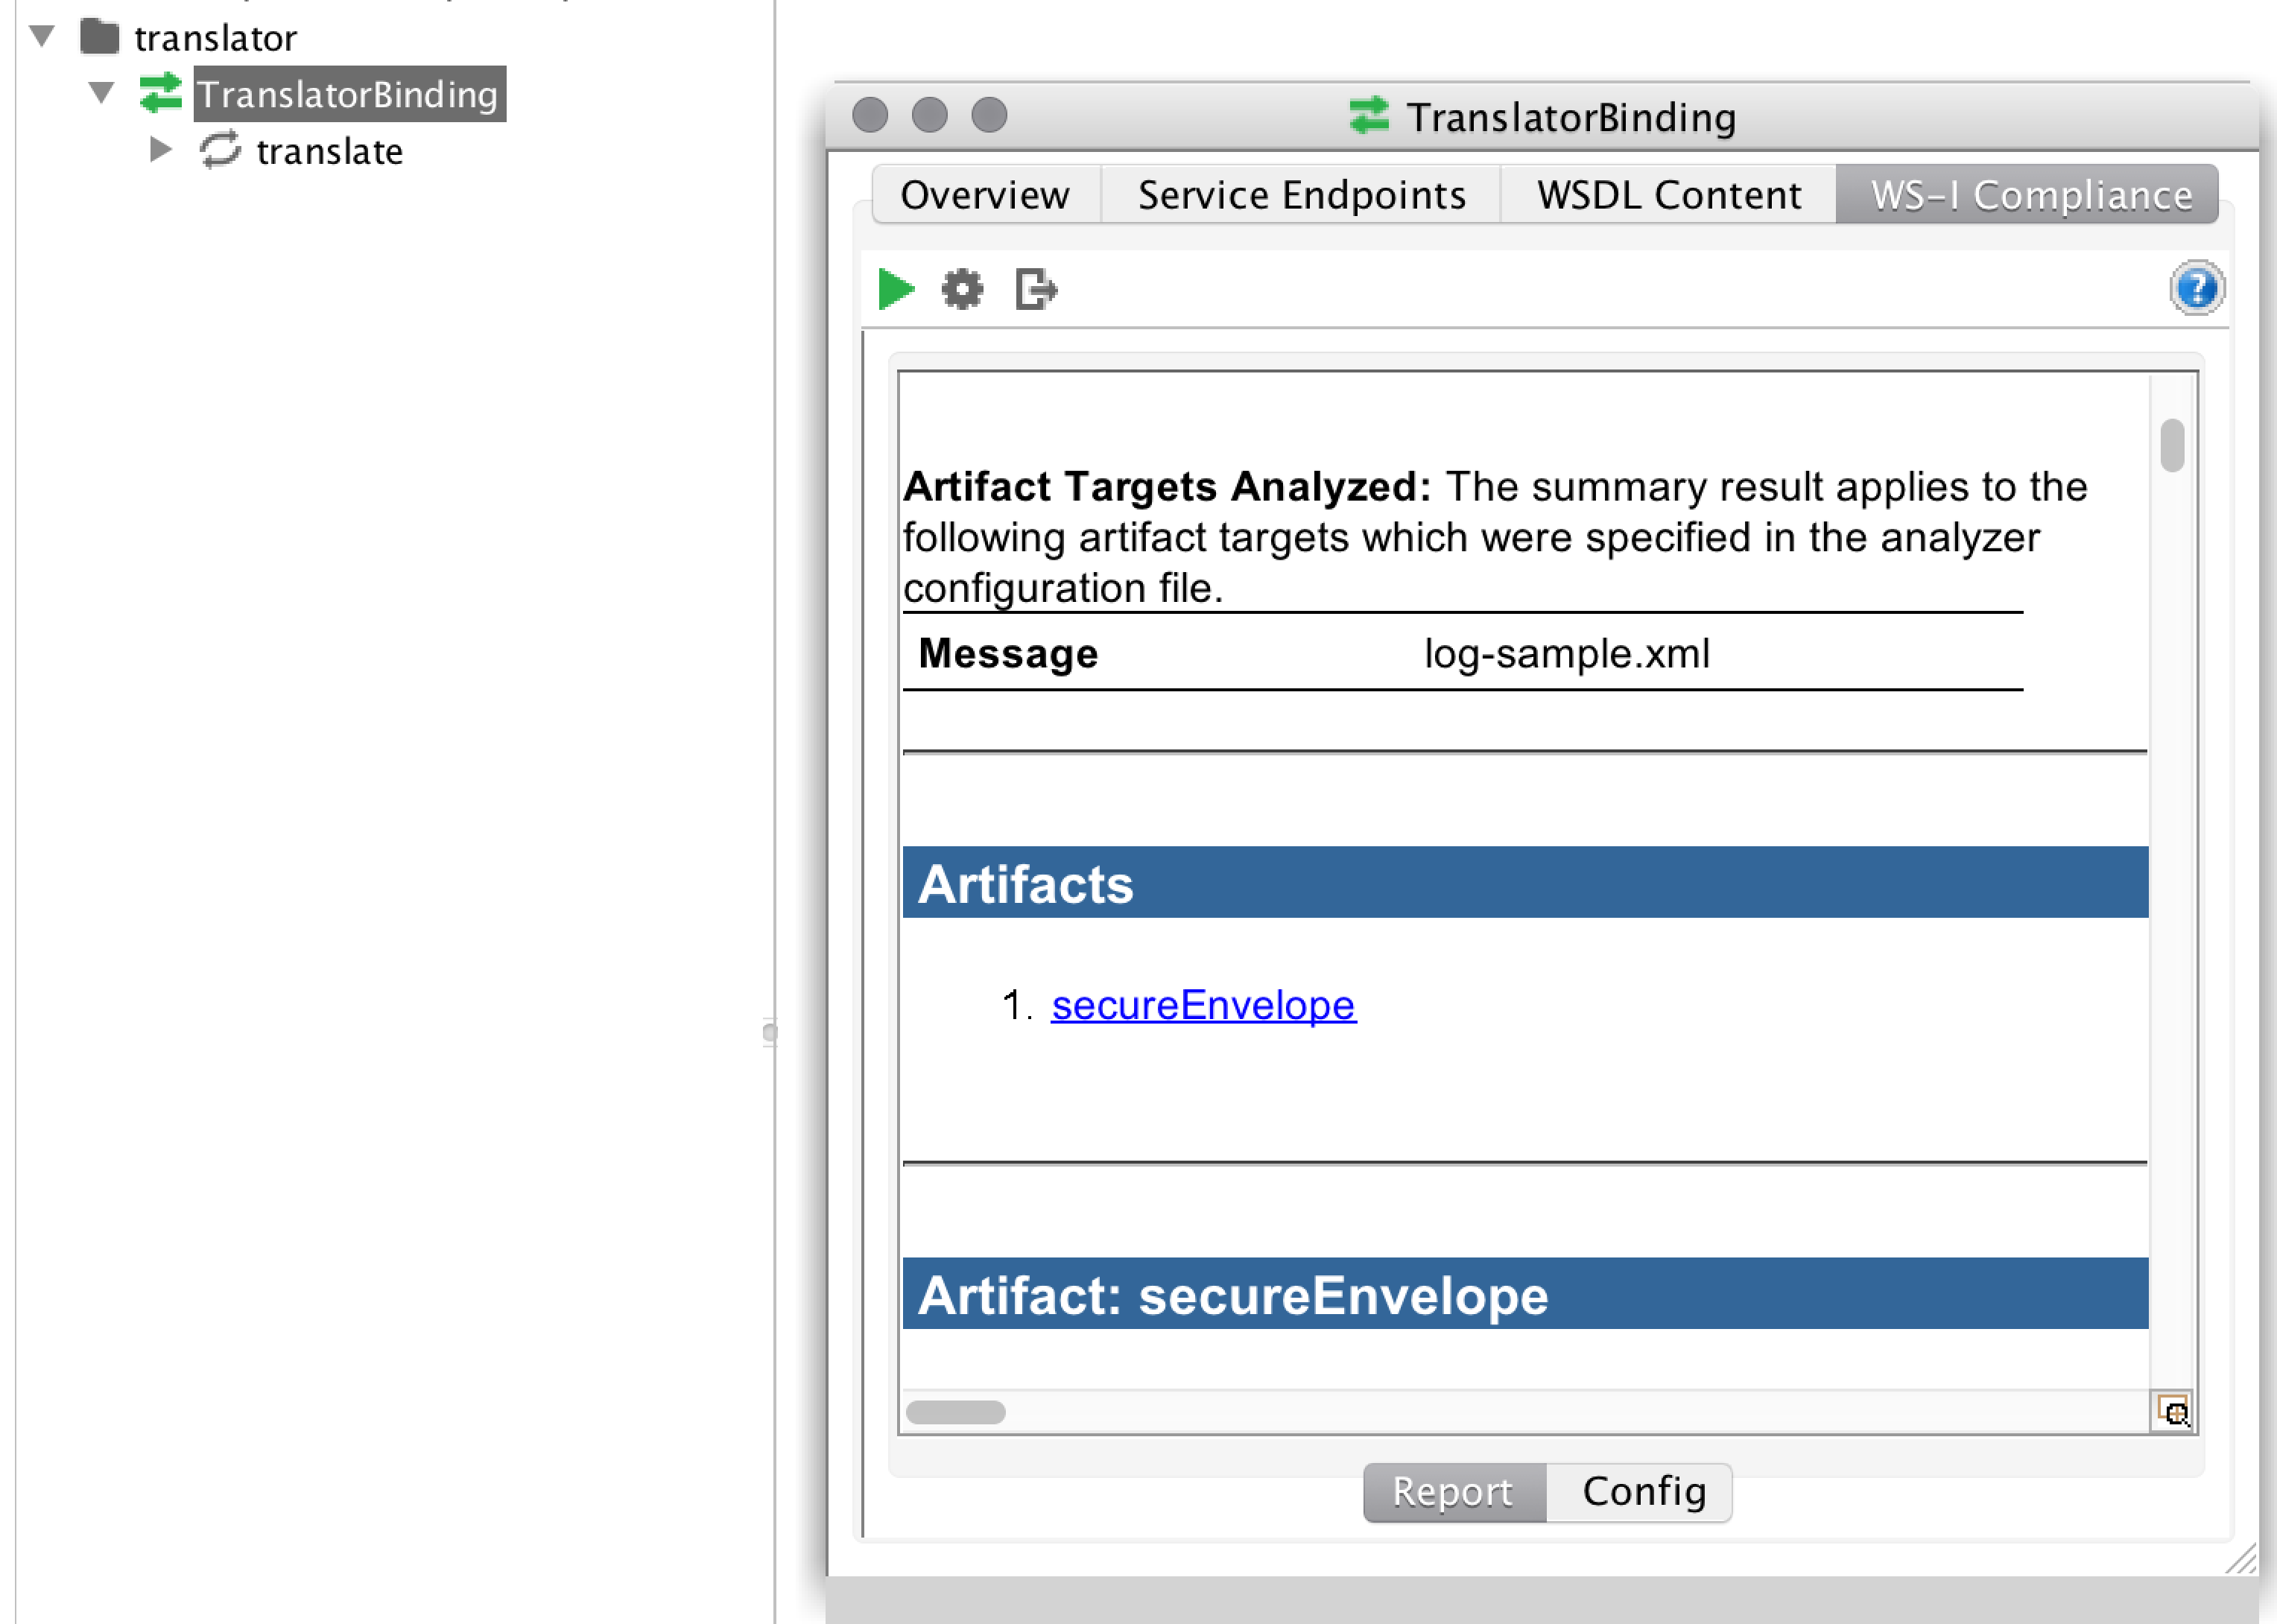 translator
TranslatorBinding
translate
TranslatorBinding
Overview
Service Endpoints
WSDL Content
WS-I Compliance
Artifact Targets Analyzed: The summary result applies to the
following artifact targets which were specified in the analyzer
configuration file.
Message log-sample.xml
Artifacts
1. secureEnvelope
Artifact: secureEnvelope
Report
Config